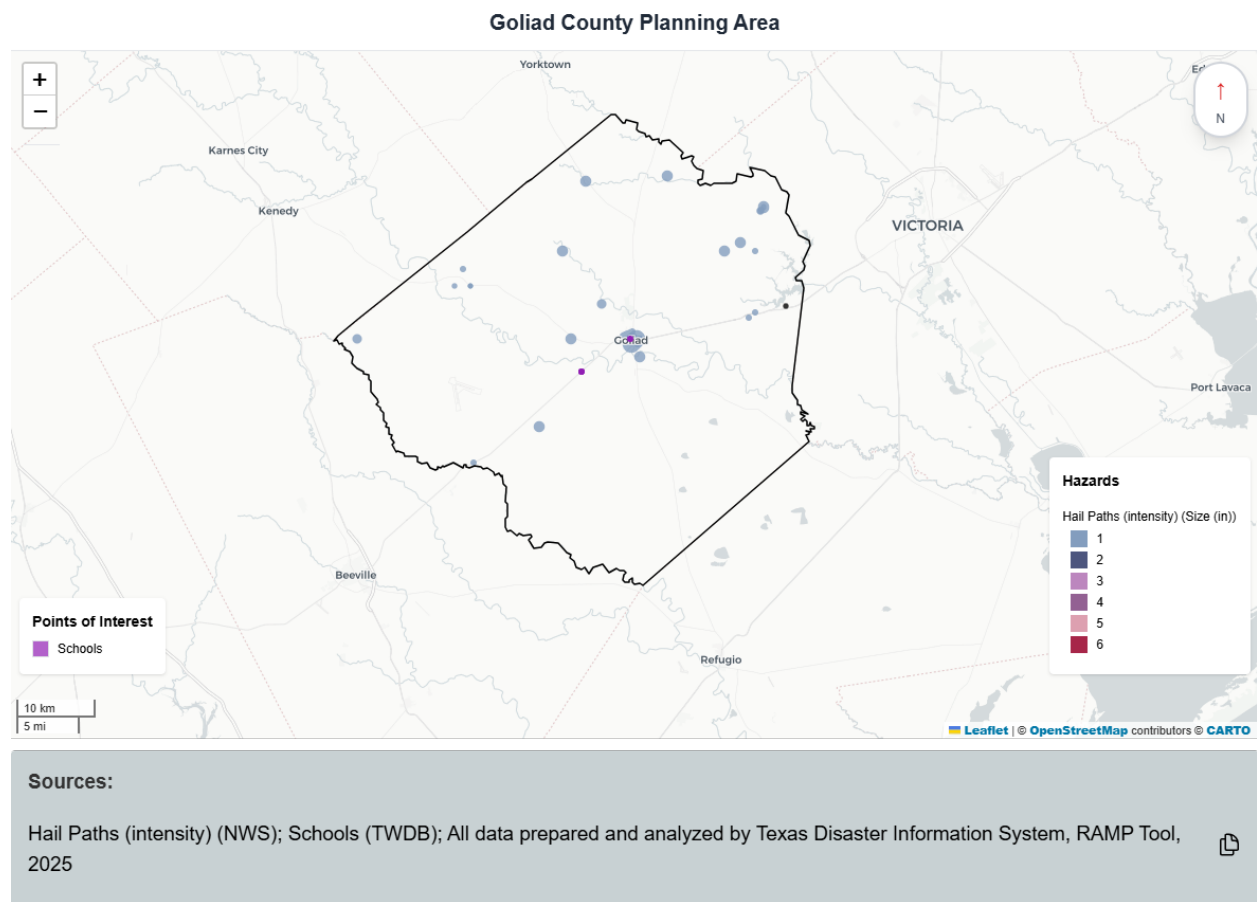 Goliad County Planning Area
+
−
Yorktown
↑
N
Karnes City
Kenedy
VICTORIA
Goliad
Port Lavaca
Beeville
Refugio
Hazards
Hail Paths (intensity) (Size (in))
1
2
3
4
5
6
Points of Interest
Schools
10 km
5 mi
Leaflet | © OpenStreetMap contributors © CARTO
Sources:
Hail Paths (intensity) (NWS); Schools (TWDB); All data prepared and analyzed by Texas Disaster Information System, RAMP Tool,
2025